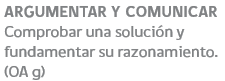 ARGUMENTAR Y COMUNICAR
Comprobar una solución y
fundamentar su razonamiento.
(OA g)